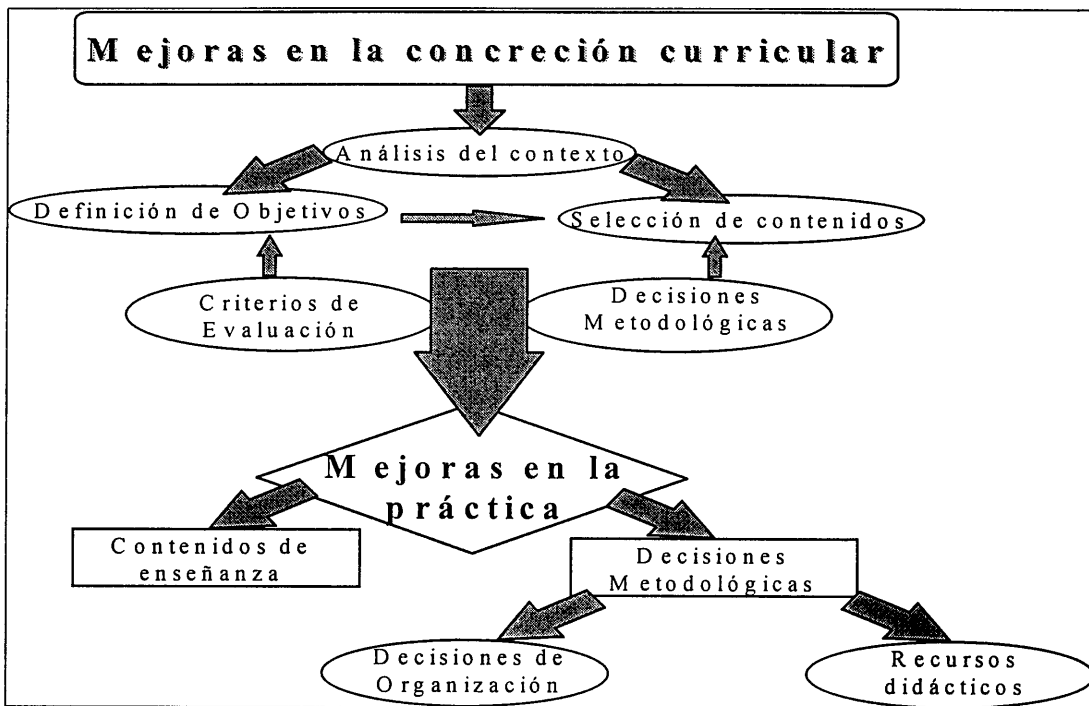 Mejoras en la concreción curricular
Análisis del contexto
Definición de Objetivos
Selección de contenidos
Criterios de
Evaluación
Decisiones
Metodológicas
Mejoras en la
práctica
Contenidos de
enseñanza
Decisiones
Metodológicas
Decisiones de
Organización
Recursos
didácticos